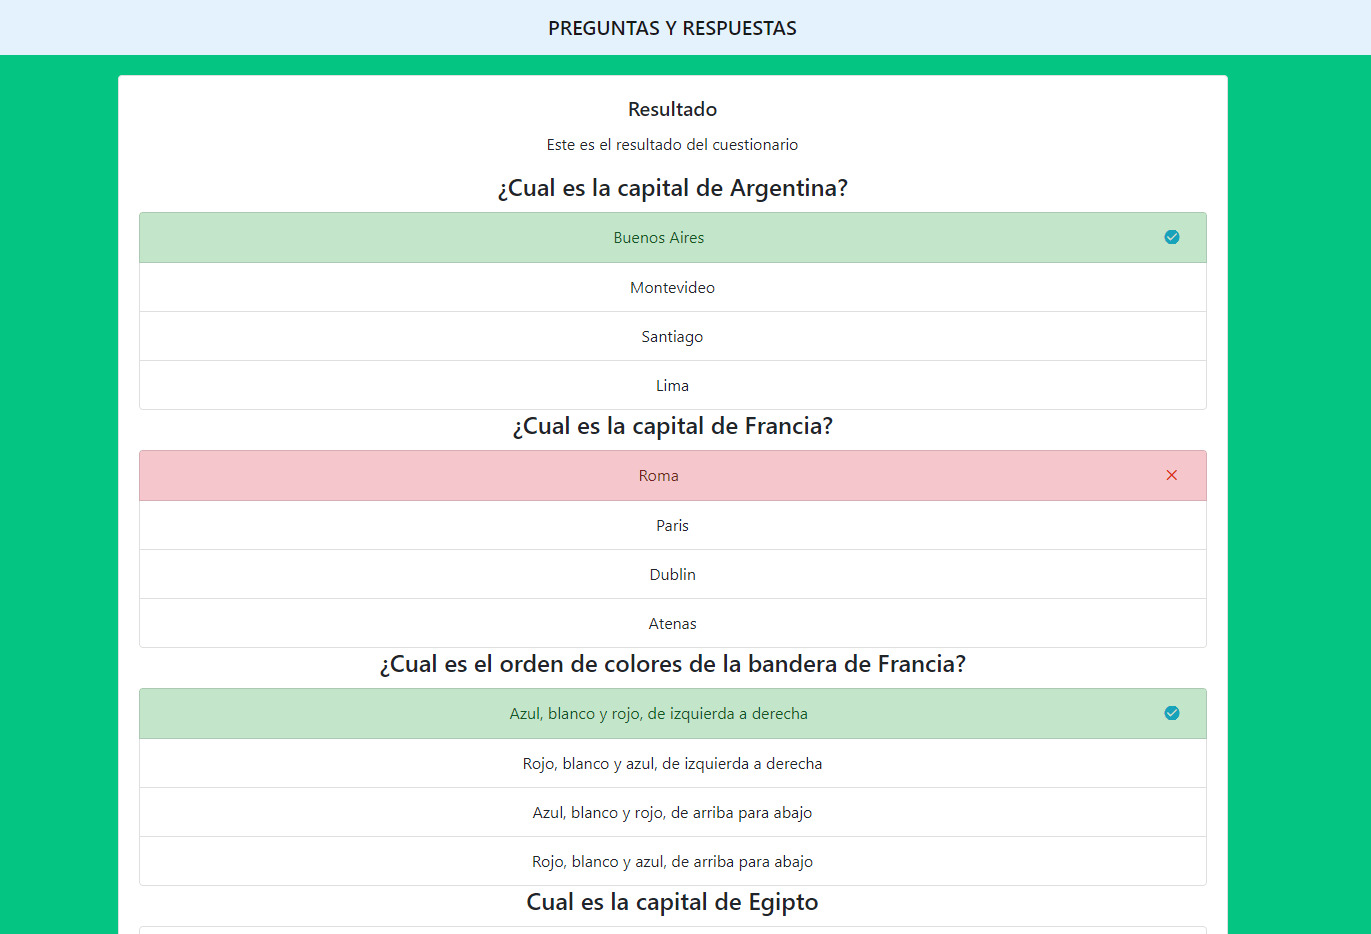 PREGUNTAS Y RESPUESTAS
Resultado
Este es el resultado del cuestionario
¿Cual es la capital de Argentina?
Buenos Aires
Montevideo
Santiago
Lima
¿Cual es la capital de Francia?
Roma
Paris
Dublin
Atenas
¿Cual es el orden de colores de la bandera de Francia?
Azul, blanco y rojo, de izquierda a derecha
Rojo, blanco y azul, de izquierda a derecha
Azul, blanco y rojo, de arriba para abajo
Rojo, blanco y azul, de arriba para abajo
Cual es la capital de Egipto